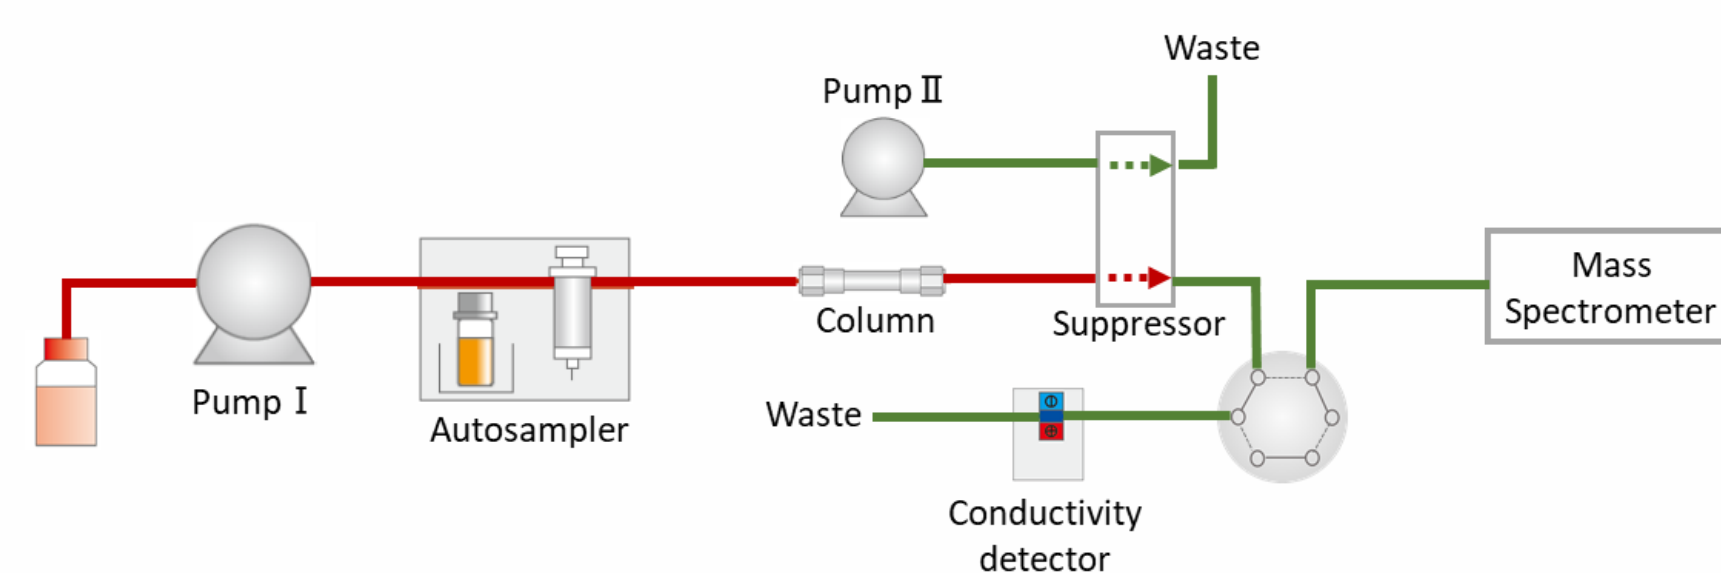 Waste
Pump Ⅱ
Mass
Spectrometer
Column
Suppressor
Pump Ⅰ
Autosampler
Waste
Conductivity
detector